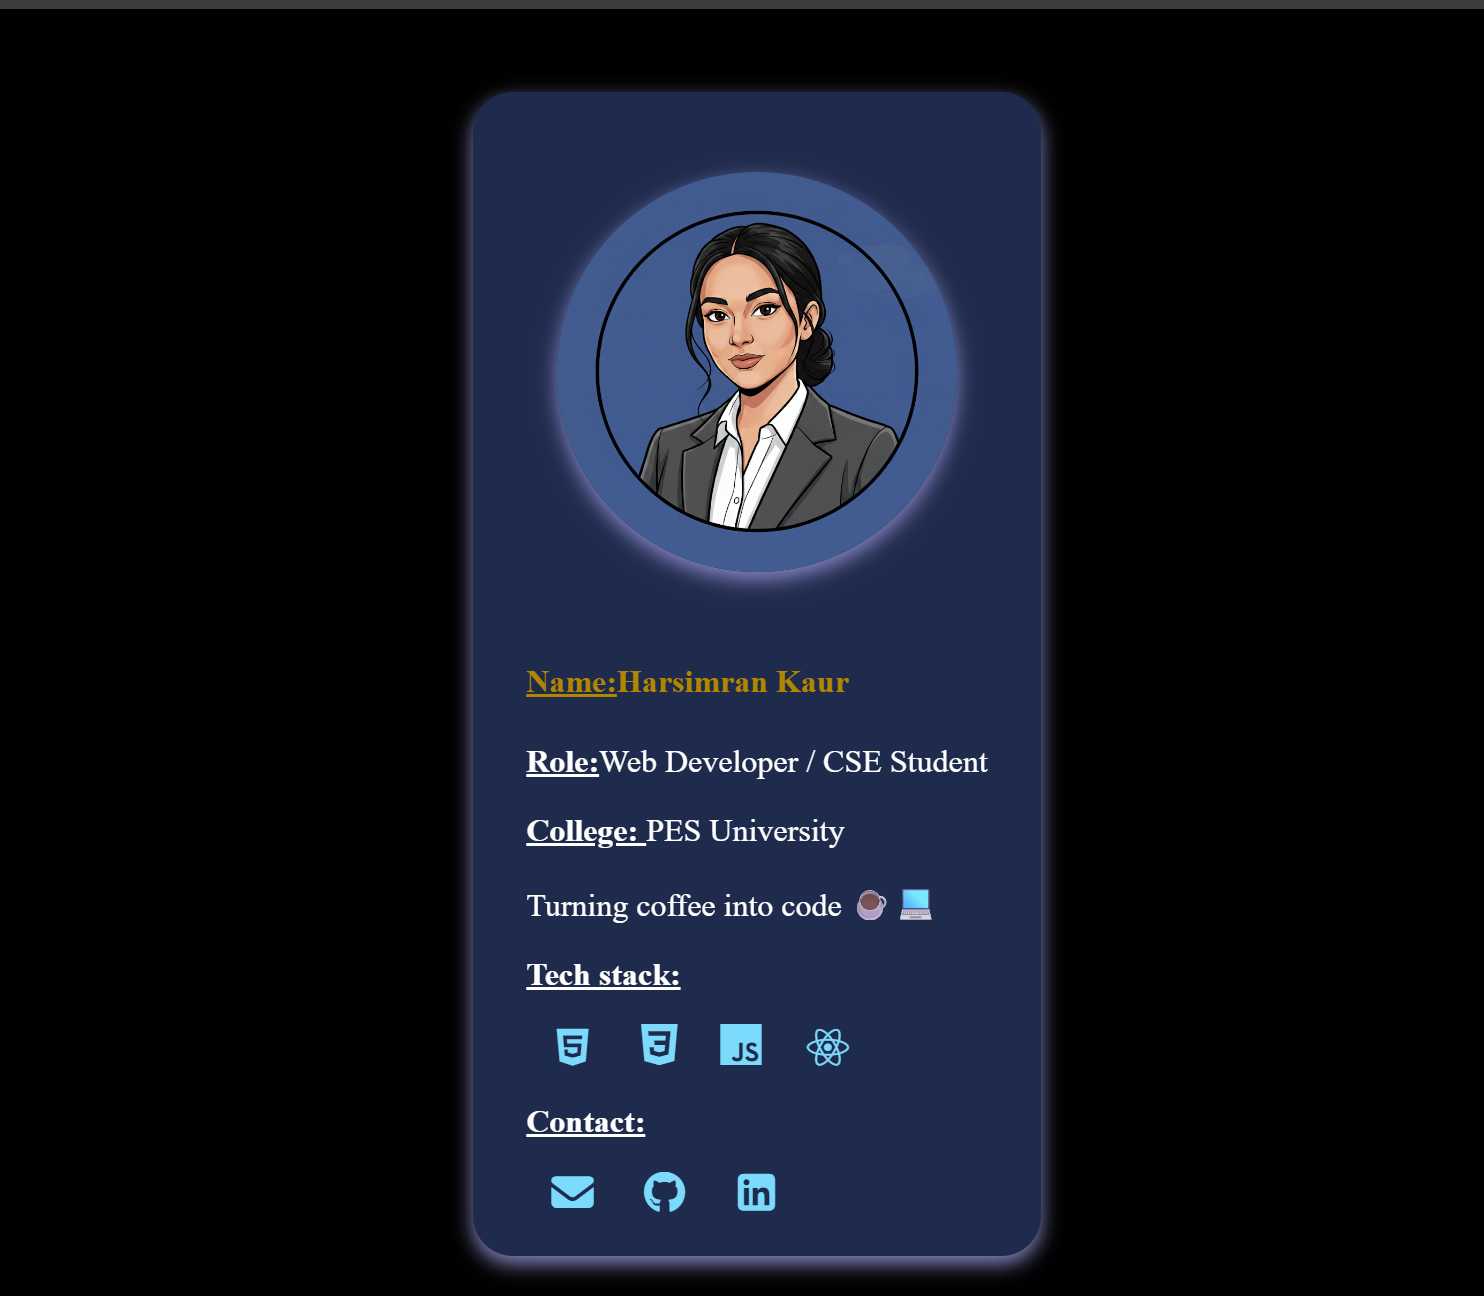 Name:Harsimran Kaur
Role:Web Developer / CSE Student
College: PES University
Turning coffee into code ☕ 💻
Tech stack:
5 3 JS
Contact:
in